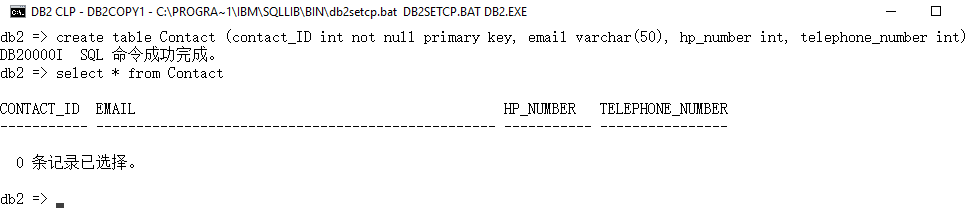 DB2 CLP - DB2COPY1 - C:\PROGRA~1\IBM\SQLLIB\BIN\db2setcp.bat DB2SETCP.BAT DB2.EXE
db2 => create table Contact (contact_ID int not null primary key, email varchar(50), hp_number int, telephone_number int)
DB20000I  SQL 命令成功完成。
db2 => select * from Contact
CONTACT_ID  EMAIL                                              HP_NUMBER   TELEPHONE_NUMBER
----------- -------------------------------------------------- ----------- ----------------
  0 条记录已选择。
db2 =>